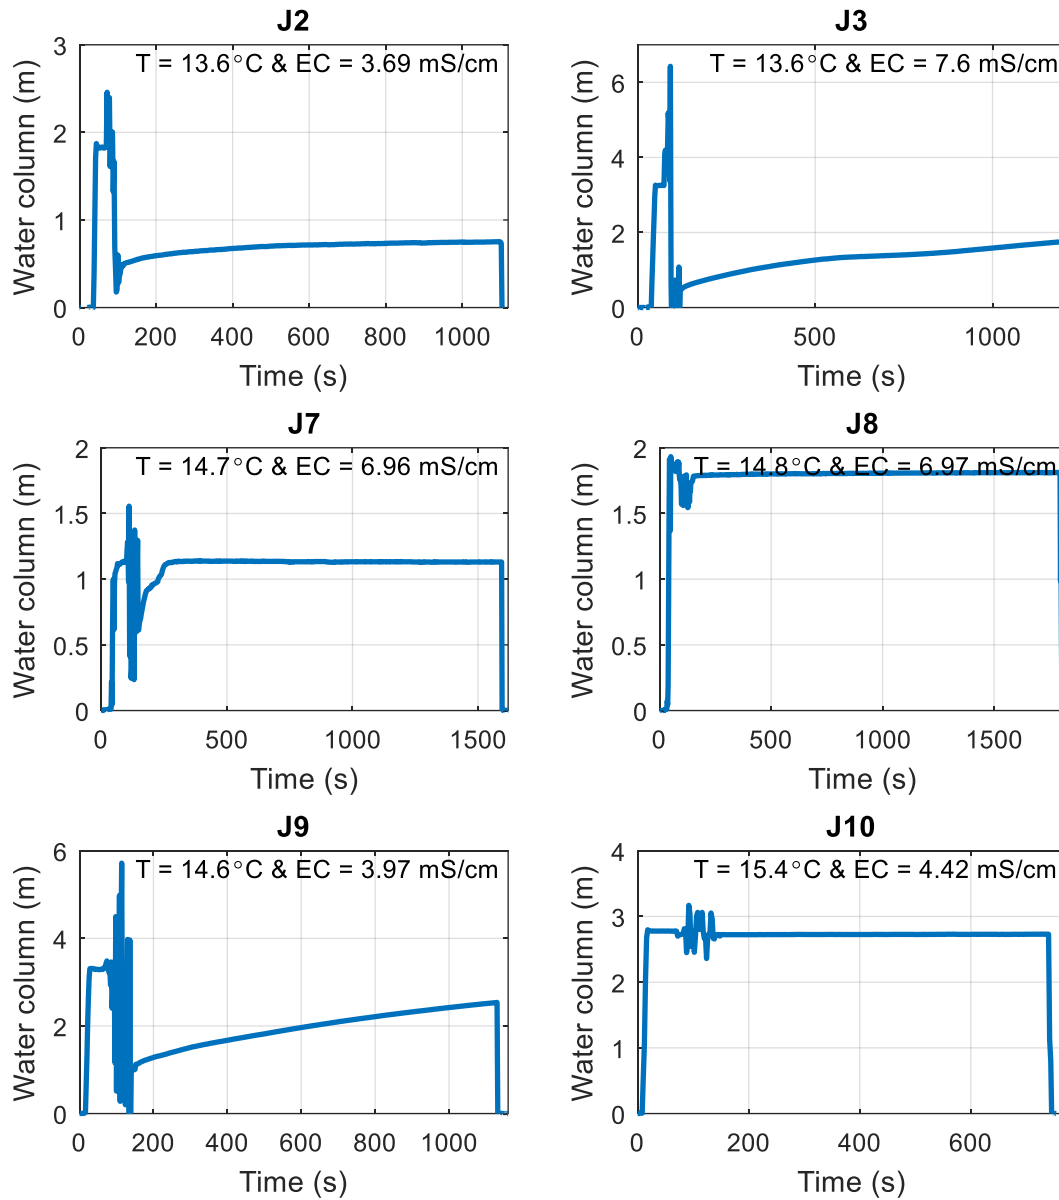 J2
T = 13.6°C & EC = 3.69 mS/cm
Water column (m)
3
2
1
0
0 200 400 600 800 1000
Time (s)
J3
T = 13.6°C & EC = 7.6 mS/cm
Water column (m)
6
4
2
0
0 500 1000
Time (s)
J7
T = 14.7°C & EC = 6.96 mS/cm
Water column (m)
2
1.5
1
0.5
0
0 500 1000 1500
Time (s)
J8
T = 14.8°C & EC = 6.97 mS/cm
Water column (m)
2
1.5
1
0.5
0
0 500 1000 1500
Time (s)
J9
T = 14.6°C & EC = 3.97 mS/cm
Water column (m)
6
4
2
0
0 200 400 600 800 1000
Time (s)
J10
T = 15.4°C & EC = 4.42 mS/cm
Water column (m)
4
3
2
1
0
0 200 400 600
Time (s)